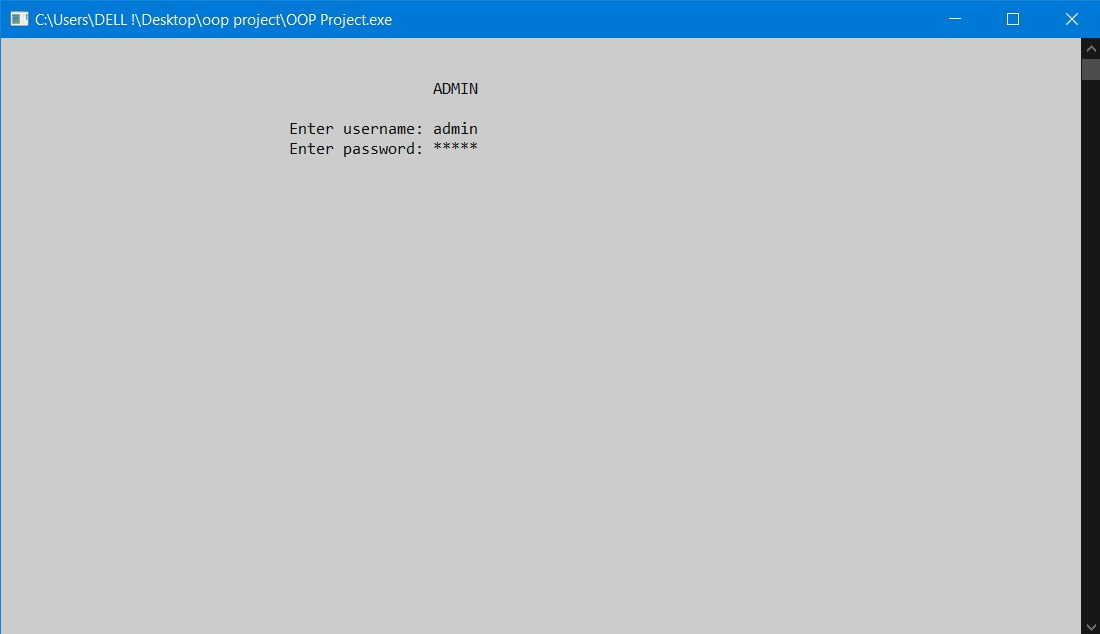 C:\Users\DELL !\Desktop\oop project\OOP Project.exe
ADMIN
Enter username: admin
Enter password: *****